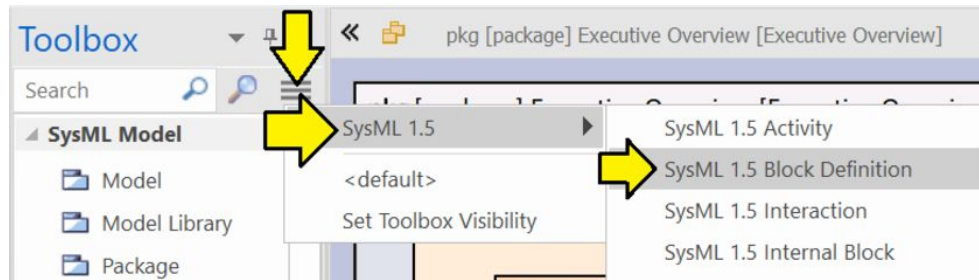 Toolbox
pkg [package] Executive Overview [Executive Overview]
Search
SysML Model
SysML 1.5
SysML 1.5 Activity
Model
<default>
SysML 1.5 Block Definition
Model Library
Set Toolbox Visibility
SysML 1.5 Interaction
Package
SysML 1.5 Internal Block